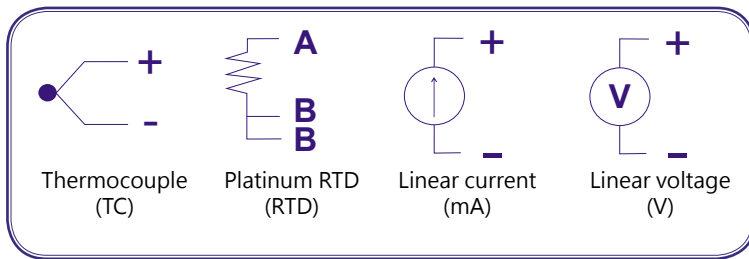 +
-
A
B
B
+
-
V
+
-
Thermocouple
(TC)
Platinum RTD
(RTD)
Linear current
(mA)
Linear voltage
(V)